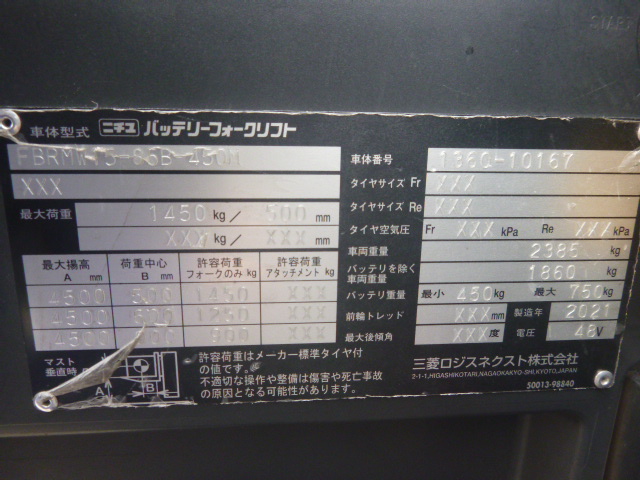 車体型式 ニチユ バッテリーフォークリフト
FBRMW15-85B-450M
XXX
最大荷重 1450 kg/ 500 mm
XXX kg/ XXX mm
最大揚高 A mm 荷重中心 B mm 許容荷重 フォークのみ kg 許容荷重 アタッチメント kg
4500 500 1450 XXX
4500 600 1250 XXX
4500 XXX
マスト垂直時 A B
許容荷重はメーカー標準タイヤ付
の値です。
不適切な操作や整備は傷害や死亡事故
の原因となる可能性があります。
車体番号 136Q-10167
タイヤサイズ Fr XXX
タイヤサイズ Re XXX
タイヤ空気圧 Fr XXX kPa Re XXX kPa
車両重量 2385 kg
バッテリを除く車両重量 1860 kg
バッテリ重量 最小 450 kg 最大 750 kg
前輪トレッド XXX mm 製造年 2021
最大後傾角 XXX 度 電圧 48 V
三菱ロジスネクスト株式会社
2-1-1,HIGASHIKOTARI,NAGAOKAKYO-SHI,KYOTO,JAPAN
50013-98840